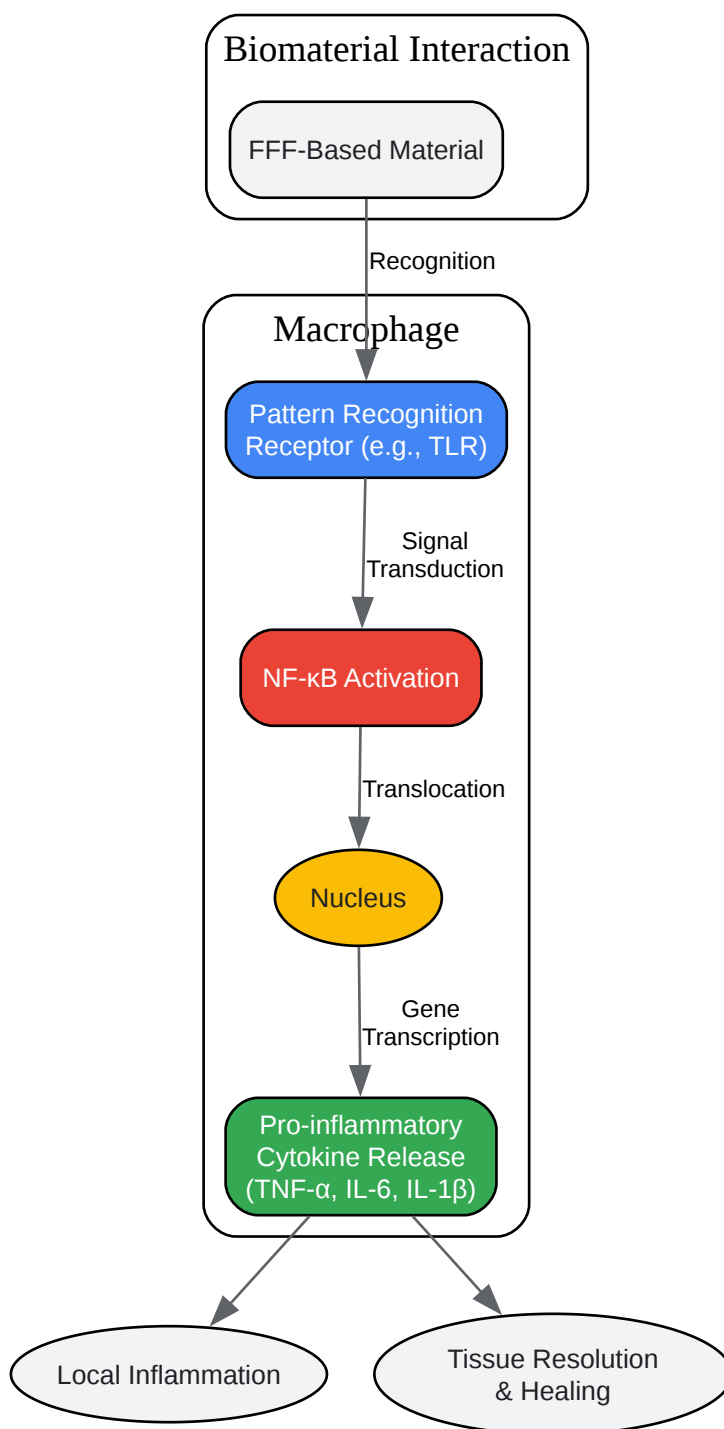 Biomaterial Interaction
FFF-Based Material
Recognition
Macrophage
Pattern Recognition
Receptor (e.g., TLR)
Signal
Transduction
NF-κB Activation
Translocation
Nucleus
Gene
Transcription
Pro-inflammatory
Cytokine Release
(TNF-α, IL-6, IL-1β)
Local Inflammation
Tissue Resolution
& Healing